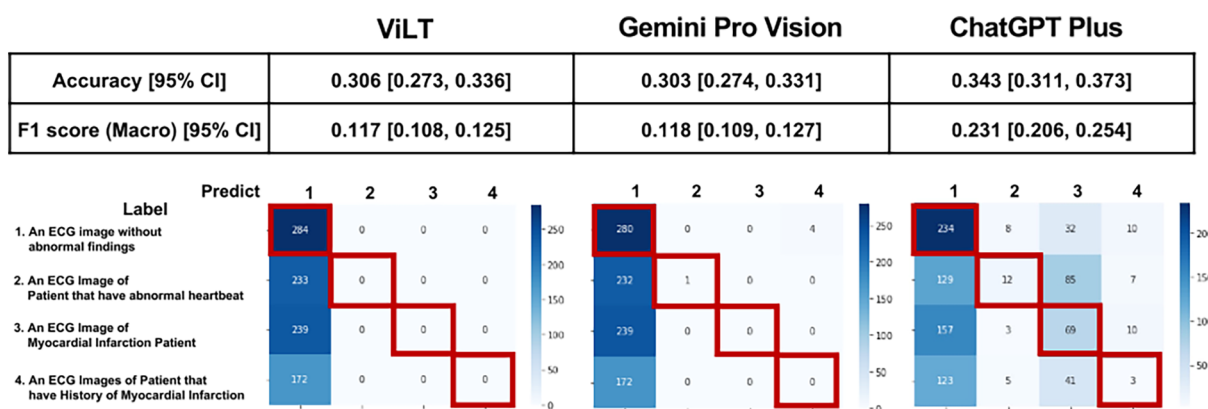 ViLT Gemini Pro Vision ChatGPT Plus
Accuracy [95% CI] 0.306 [0.273, 0.336] 0.303 [0.274, 0.331] 0.343 [0.311, 0.373]
F1 score (Macro) [95% CI] 0.117 [0.108, 0.125] 0.118 [0.109, 0.127] 0.231 [0.206, 0.254]
Predict 1 2 3 4 1 2 3 4 1 2 3 4
Label
1. An ECG image without
abnormal findings
284 0 0 0 280 0 0 4 234 8 32 10
2. An ECG Image of
Patient that have abnormal heartbeat
233 0 0 0 232 1 0 0 129 12 85 7
3. An ECG Image of
Myocardial Infarction Patient
239 0 0 0 239 0 0 0 157 3 69 10
4. An ECG Images of Patient that
have History of Myocardial Infarction
172 0 0 0 172 0 0 0 123 5 41 3
250
200
150
100
50
0
250
200
150
100
50
0
200
150
100
50